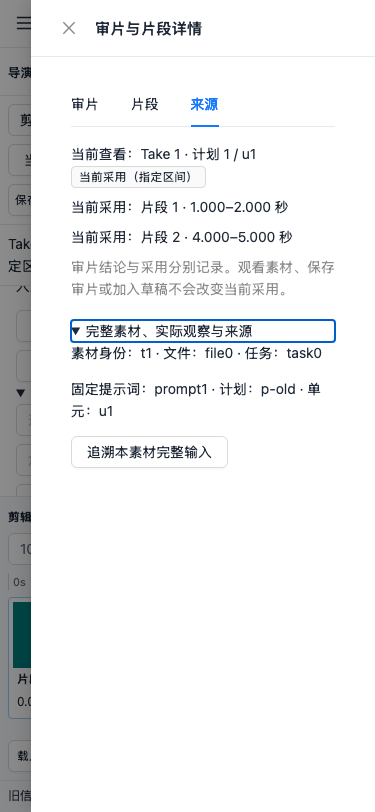 审片与片段详情
导演
剪
当
保存
Take
定区
审片 片段 来源
当前查看：Take 1 · 计划 1 / u1
当前采用（指定区间）
当前采用：片段 1 · 1.000–2.000 秒
当前采用：片段 2 · 4.000–5.000 秒
审片结论与采用分别记录。观看素材、保存
审片或加入草稿不会改变当前采用。
▼ 完整素材、实际观察与来源
素材身份：t1 · 文件：file0 · 任务：task0
固定提示词：prompt1 · 计划：p-old · 单
元：u1
追溯本素材完整输入
剪辑
10
0s
片段
0.0
载入
旧信